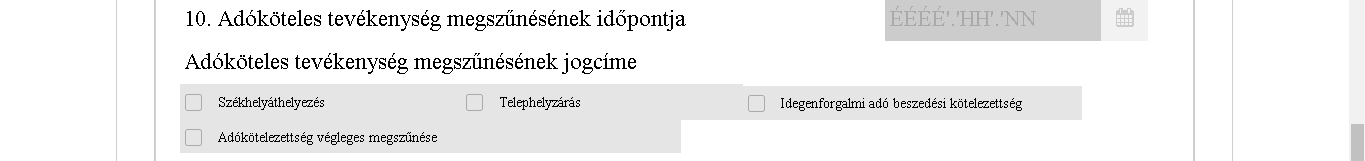 10. Adóköteles tevékenység megszűnésének időpontja ÉÉÉÉ'.'HH'.'NN
Adóköteles tevékenység megszűnésének jogcíme
Székhelyáthelyezés Telephelyzárás Idegenforgalmi adó beszedési kötelezettség
Adókötelezettség végleges megszűnése